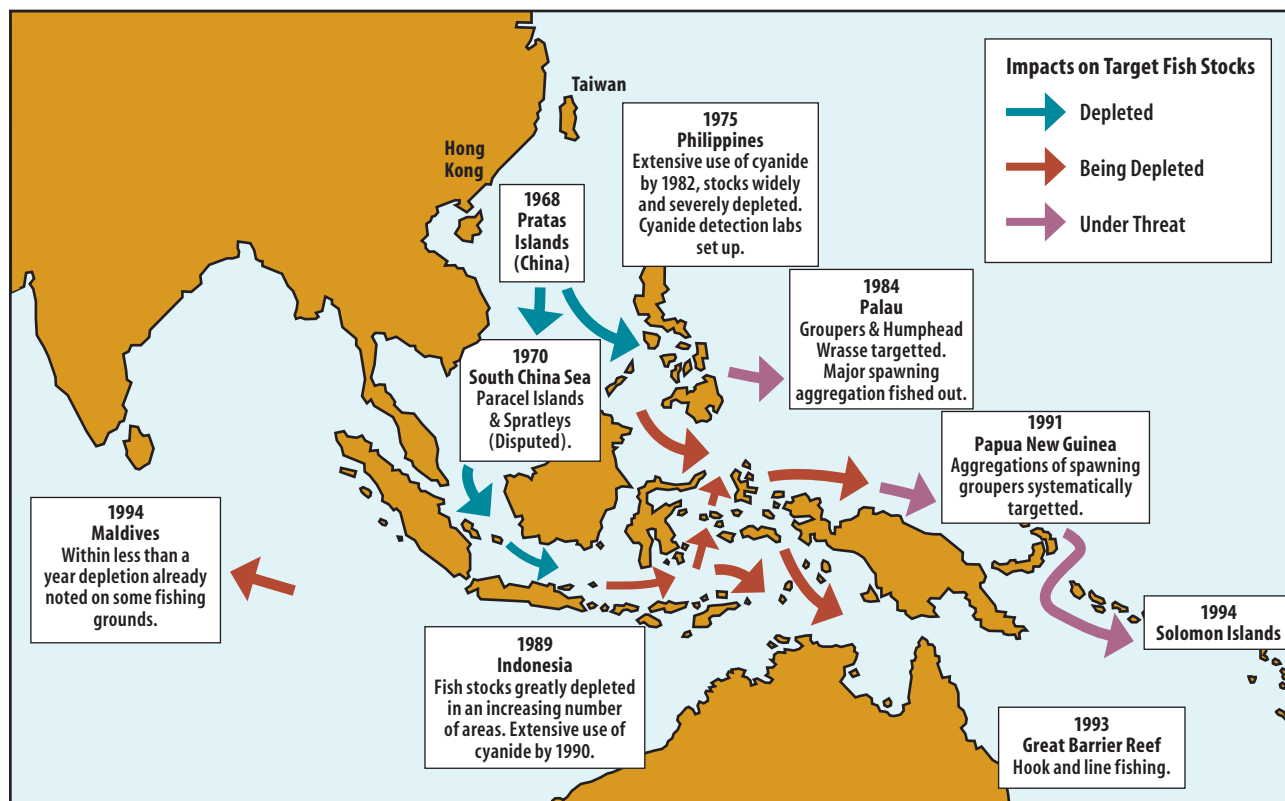 Impacts on Target Fish Stocks
Depleted
Being Depleted
Under Threat
Taiwan
Hong
Kong
1968
Pratas
Islands
(China)
1975
Philippines
Extensive use of cyanide
by 1982, stocks widely
and severely depleted.
Cyanide detection labs
set up.
1984
Palau
Groupers & Humphead
Wrasse targetted.
Major spawning
aggregation fished out.
1970
South China Sea
Paracel Islands
& Spratleys
(Disputed).
1991
Papua New Guinea
Aggregations of spawning
groupers systematically
targetted.
1994
Maldives
Within less than a
year depletion already
noted on some fishing
grounds.
1994
Solomon Islands
1989
Indonesia
Fish stocks greatly depleted
in an increasing number
of areas. Extensive use of
cyanide by 1990.
1993
Great Barrier Reef
Hook and line fishing.